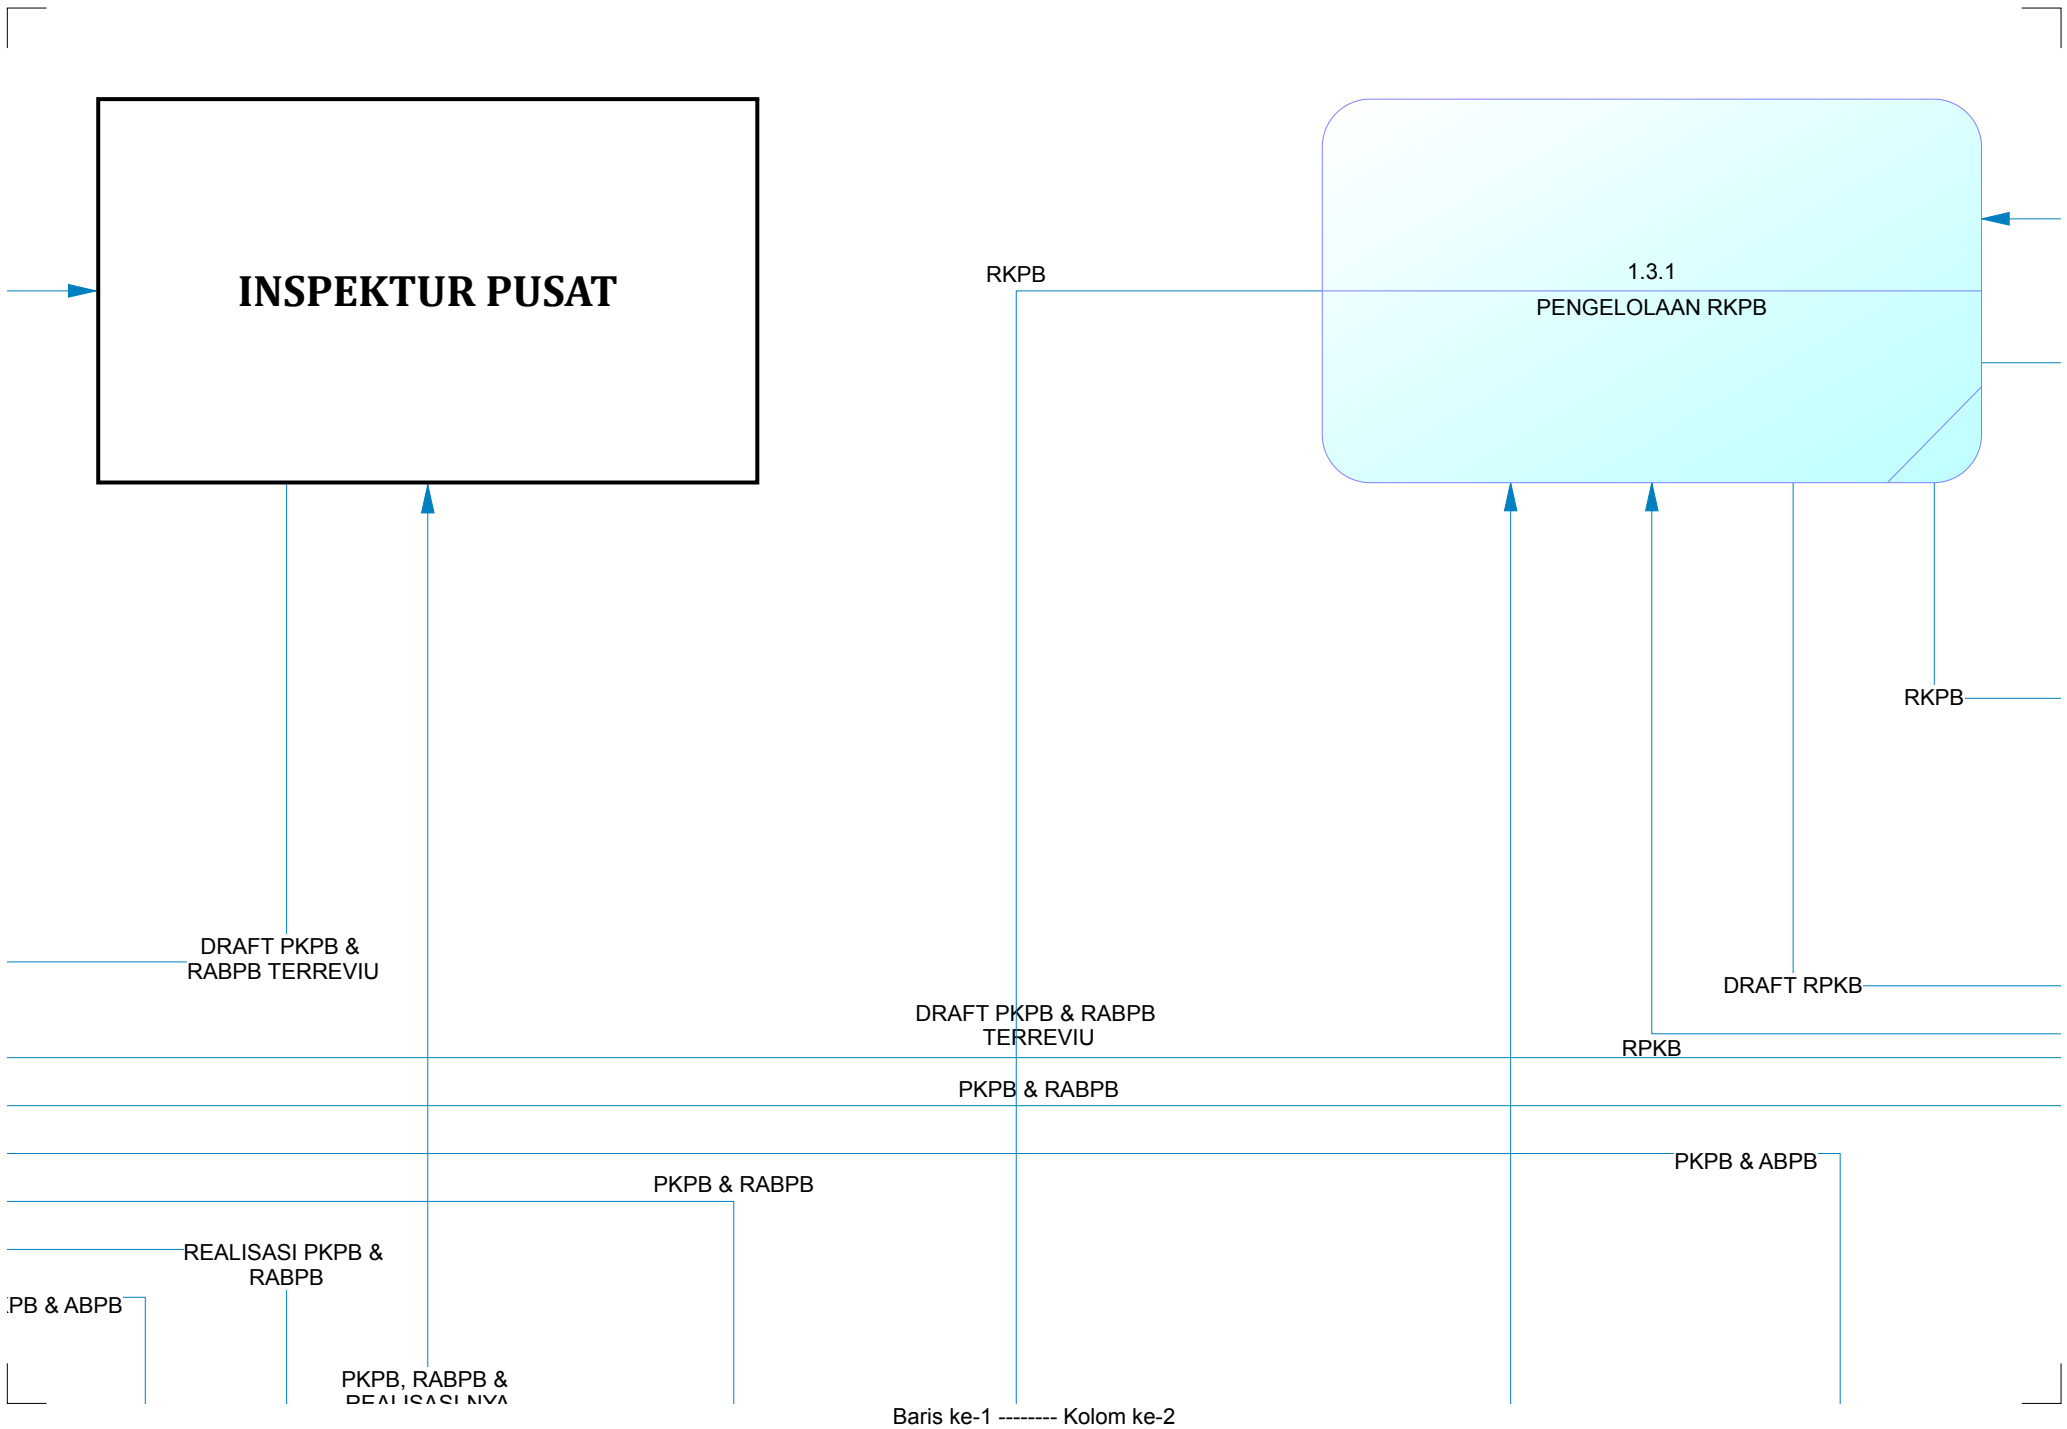 INSPEKTUR PUSAT
RKPB
1.3.1
PENGELOLAAN RKPB
RKPB
DRAFT PKPB &
RABPB TERREVIU
DRAFT RPKB
DRAFT PKPB & RABPB
TERREVIU
RPKB
PKPB & RABPB
PKPB & ABPB
PKPB & RABPB
REALISASI PKPB &
RABPB
PB & ABPB
PKPB, RABPB &
REALISASI NYA
Baris ke-1 -------- Kolom ke-2